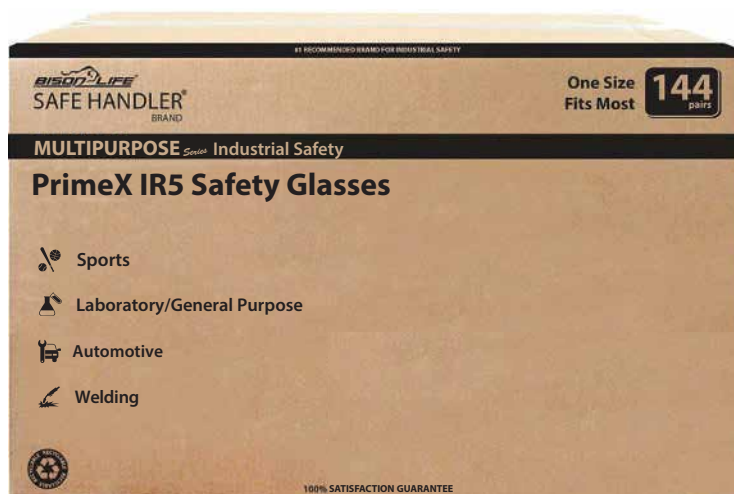 #1 RECOMMENDED BRAND FOR INDUSTRIAL SAFETY
BISON LIFE
SAFE HANDLER®
BRAND
One Size
Fits Most
144
pairs
MULTIPURPOSE Series Industrial Safety
PrimeX IR5 Safety Glasses
Sports
Laboratory/General Purpose
Automotive
Welding
100% SATISFACTION GUARANTEE